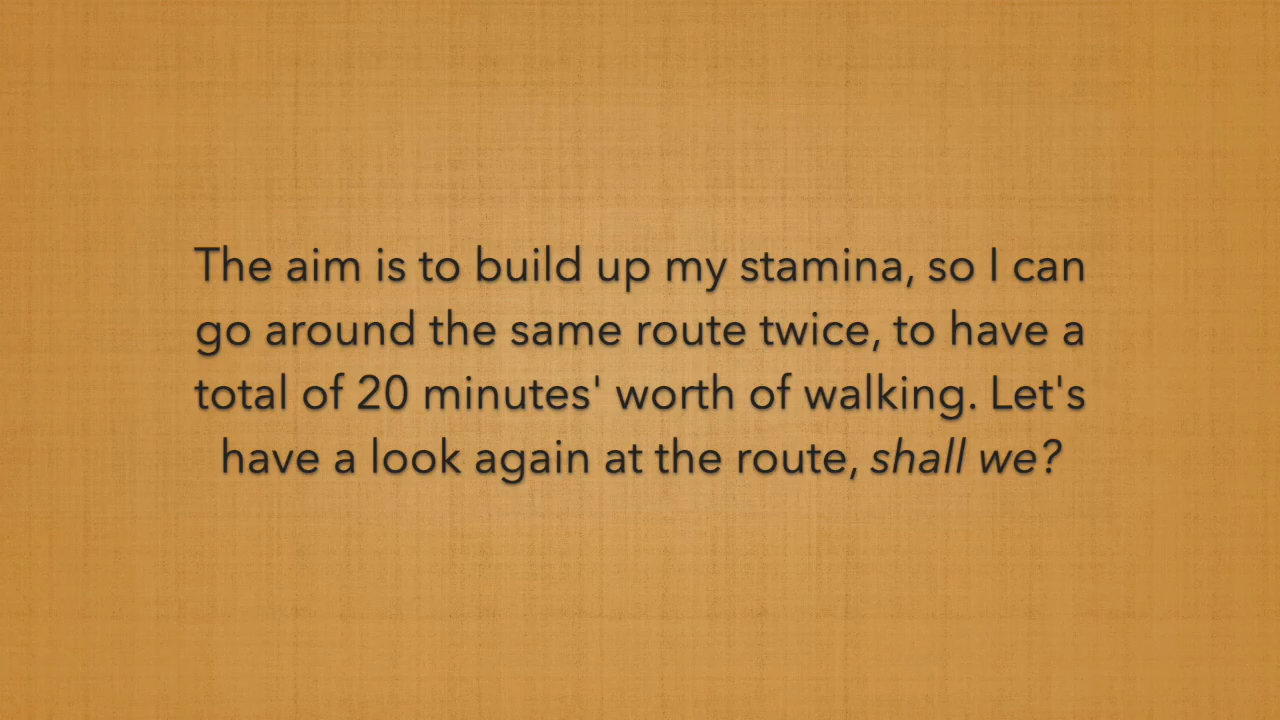 The aim is to build up my stamina, so I can
go around the same route twice, to have a
total of 20 minutes' worth of walking. Let's
have a look again at the route, shall we?